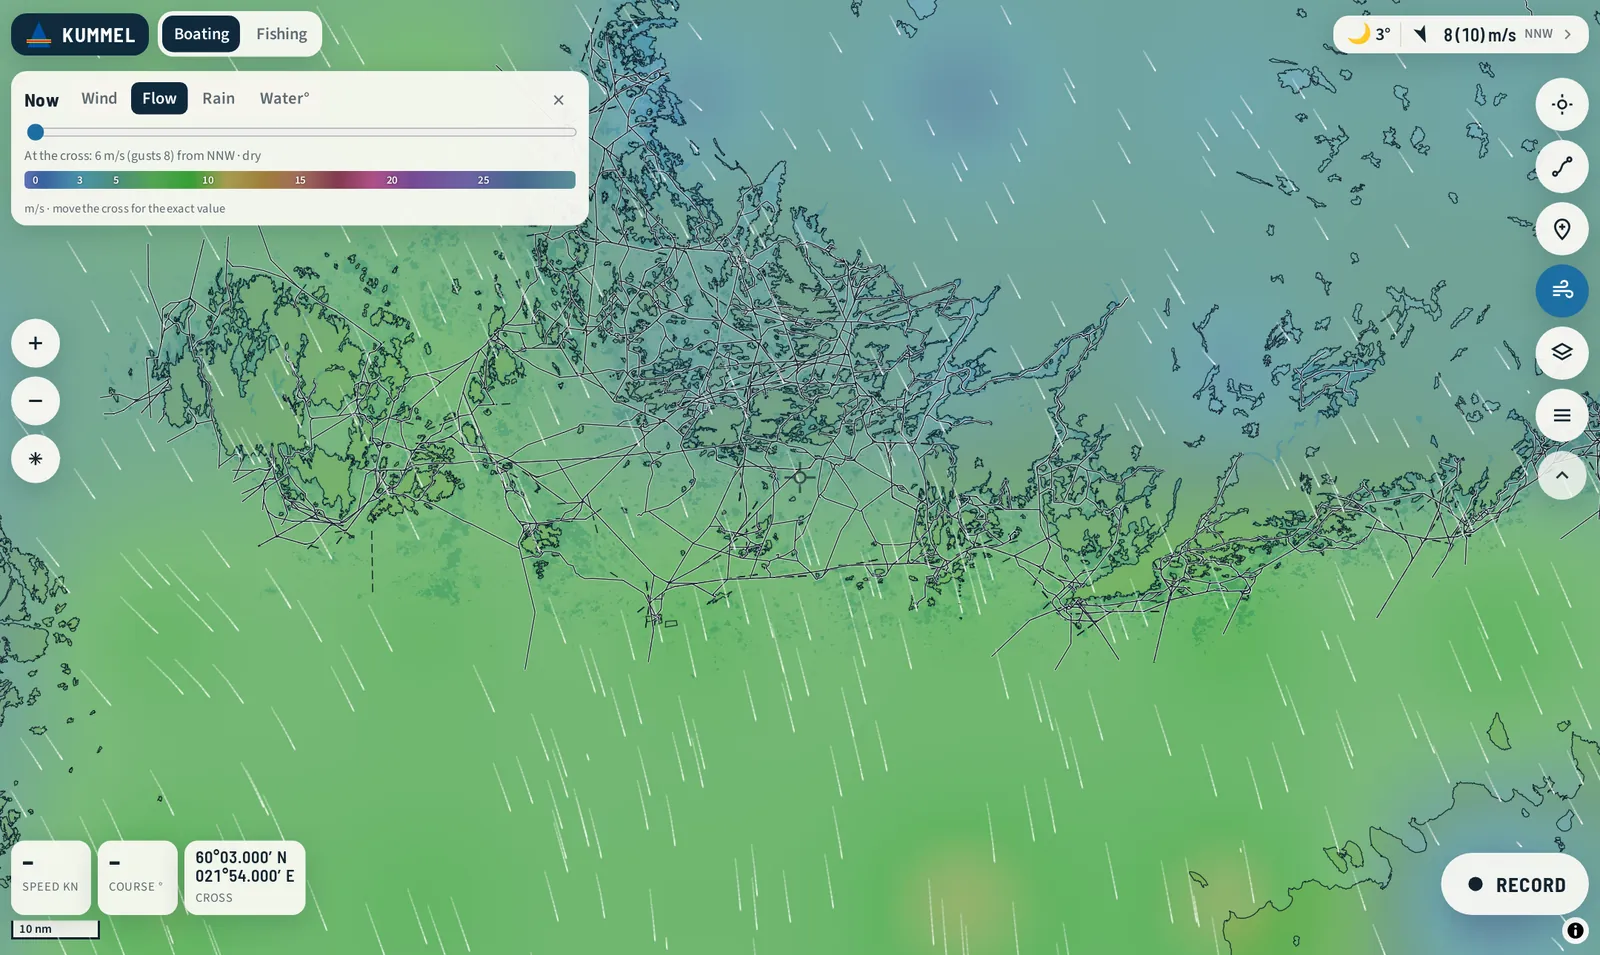 KUMMEL
Boating
Fishing
3°
8(10) m/s
NNW
Now
Wind
Flow
Rain
Water°
At the cross: 6 m/s (gusts 8) from NNW · dry
0 3 5 10 15 20 25
m/s · move the cross for the exact value
–
SPEED KN
–
COURSE °
60°03.000′ N
021°54.000′ E
CROSS
10 nm
RECORD